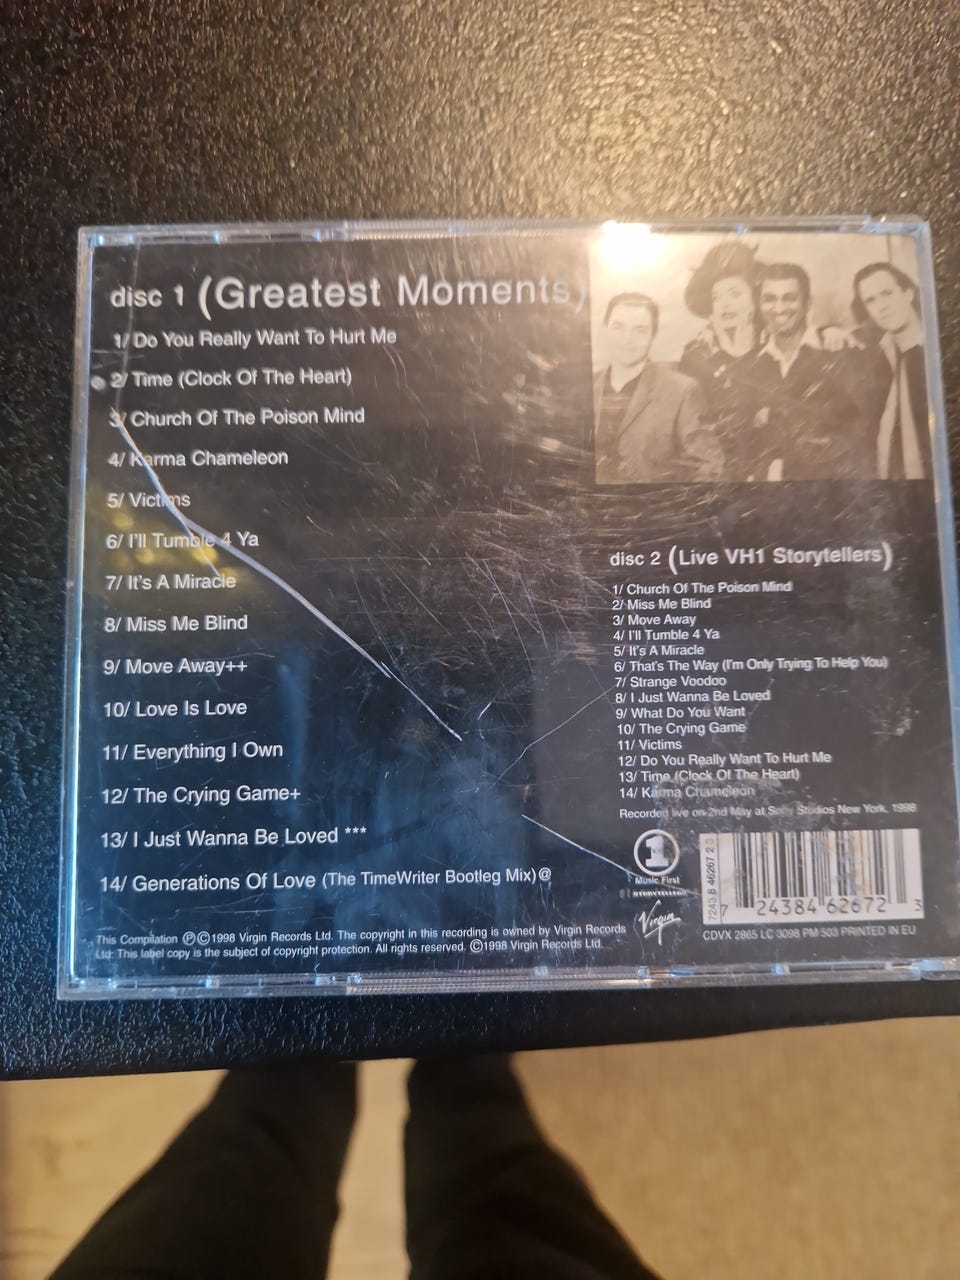 disc 1 (Greatest Moments)
1/ Do You Really Want To Hurt Me
2/ Time (Clock Of The Heart)
3/ Church Of The Poison Mind
4/ Karma Chameleon
5/ Victims
6/ I'll Tumble 4 Ya
7/ It's A Miracle
8/ Miss Me Blind
9/ Move Away++
10/ Love Is Love
11/ Everything I Own
12/ The Crying Game+
13/ I Just Wanna Be Loved ***
14/ Generations Of Love (The TimeWriter Bootleg Mix)@
This Compilation ℗©1998 Virgin Records Ltd. The copyright in this recording is owned by Virgin Records
Ltd. This label copy is the subject of copyright protection. All rights reserved. ©1998 Virgin Records Ltd.
disc 2 (Live VH1 Storytellers)
1/ Church Of The Poison Mind
2/ Miss Me Blind
3/ Move Away
4/ I'll Tumble 4 Ya
5/ It's A Miracle
6/ That's The Way (I'm Only Trying To Help You)
7/ Strange Voodoo
8/ I Just Wanna Be Loved
9/ What Do You Want
10/ The Crying Game
11/ Victims
12/ Do You Really Want To Hurt Me
13/ Time (Clock Of The Heart)
14/ Karma Chameleon
Recorded live on 2nd May at Sony Studios New York. 1998
1
Music First
STORYTELLERS
Virgin
7243 8 46267 2 3
7 24384 62672 3
CDVX 2865 LC 3098 PM 503 PRINTED IN EU